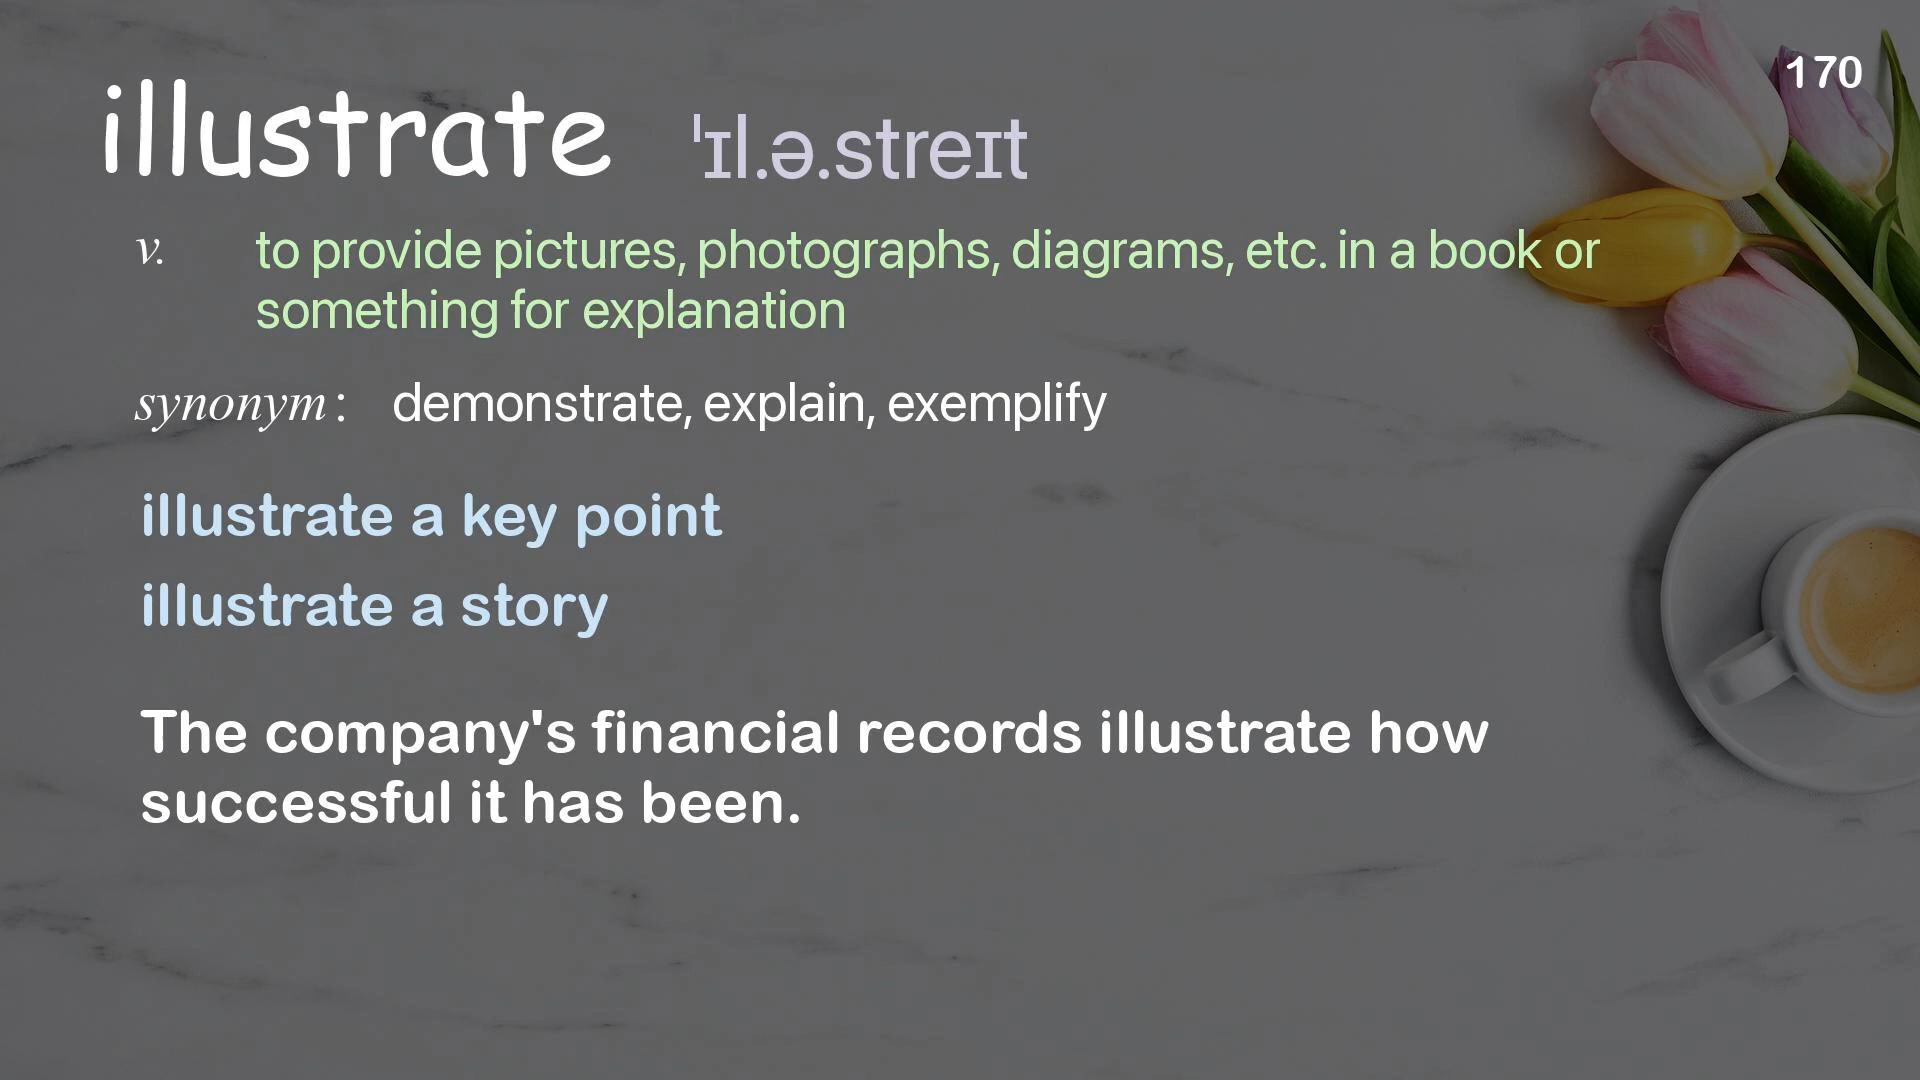 170
illustrate ˈɪl.ə.streɪt
v. to provide pictures, photographs, diagrams, etc. in a book or
something for explanation
synonym: demonstrate, explain, exemplify
illustrate a key point
illustrate a story
The company's financial records illustrate how
successful it has been.